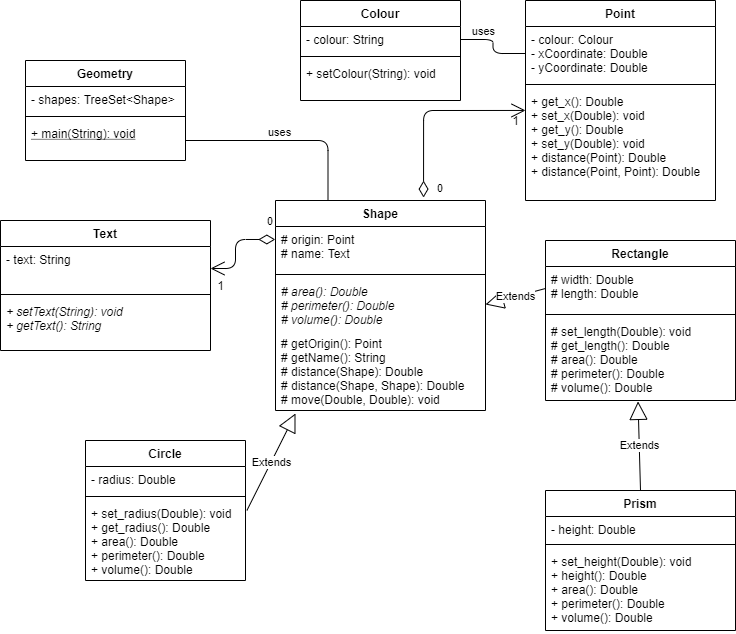 Colour
- colour: String
+ setColour(String): void
uses
Point
- colour: Colour
- xCoordinate: Double
- yCoordinate: Double
+ get_x(): Double
+ set_x(Double): void
+ get_y(): Double
+ set_y(Double): void
+ distance(Point): Double
+ distance(Point, Point): Double
Geometry
- shapes: TreeSet<Shape>
+ main(String): void
uses
1
0
Shape
# origin: Point
# name: Text
# area(): Double
# perimeter(): Double
# volume(): Double
# getOrigin(): Point
# getName(): String
# distance(Shape): Double
# distance(Shape, Shape): Double
# move(Double, Double): void
0
1
Text
- text: String
+ setText(String): void
+ getText(): String
Extends
Rectangle
# width: Double
# length: Double
# set_length(Double): void
# get_length(): Double
# area(): Double
# perimeter(): Double
# volume(): Double
Extends
Circle
- radius: Double
+ set_radius(Double): void
+ get_radius(): Double
+ area(): Double
+ perimeter(): Double
+ volume(): Double
Extends
Prism
- height: Double
+ set_height(Double): void
+ height(): Double
+ area(): Double
+ perimeter(): Double
+ volume(): Double